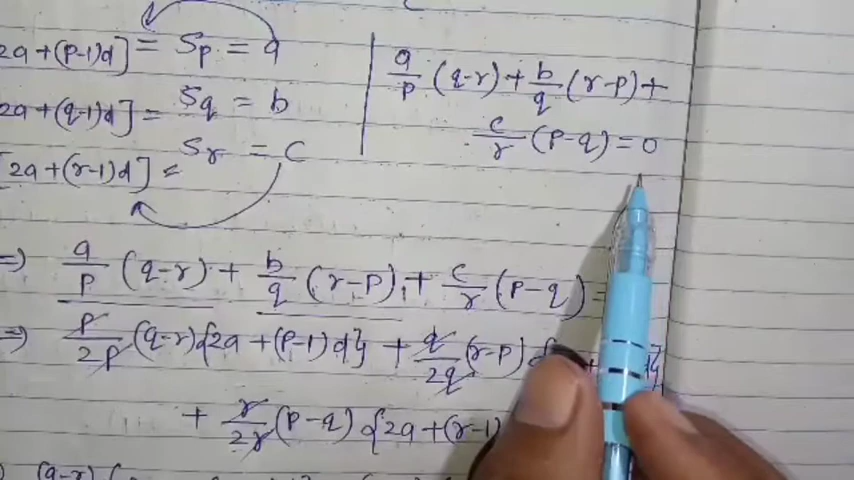 2a+(p-1)d] = Sp = a
2a+(q-1)d] = Sq = b
[2a+(r-1)d] = Sr = c
a/p (q-r) + b/q (r-p) +
c/r (p-q) = 0
=) a/p (q-r) + b/q (r-p) + c/r (p-q) =
=) p/2p (q-r){2a+(p-1)d} + q/2q (r-p){
+ r/2r (p-q) {2a+(r-1)
(q-r)